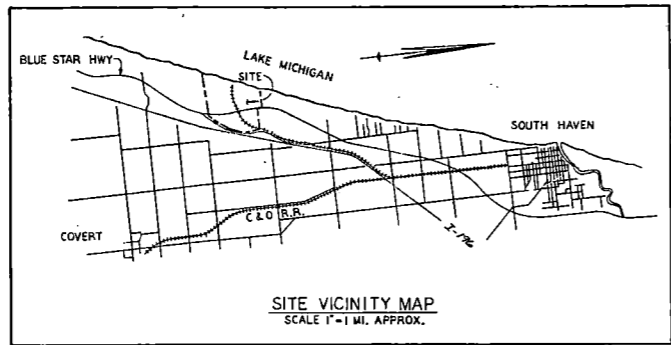 BLUE STAR HWY
LAKE MICHIGAN
SITE
SOUTH HAVEN
C & O R.R.
COVERT
I-196
SITE VICINITY MAP
SCALE 1"=1 MI. APPROX.